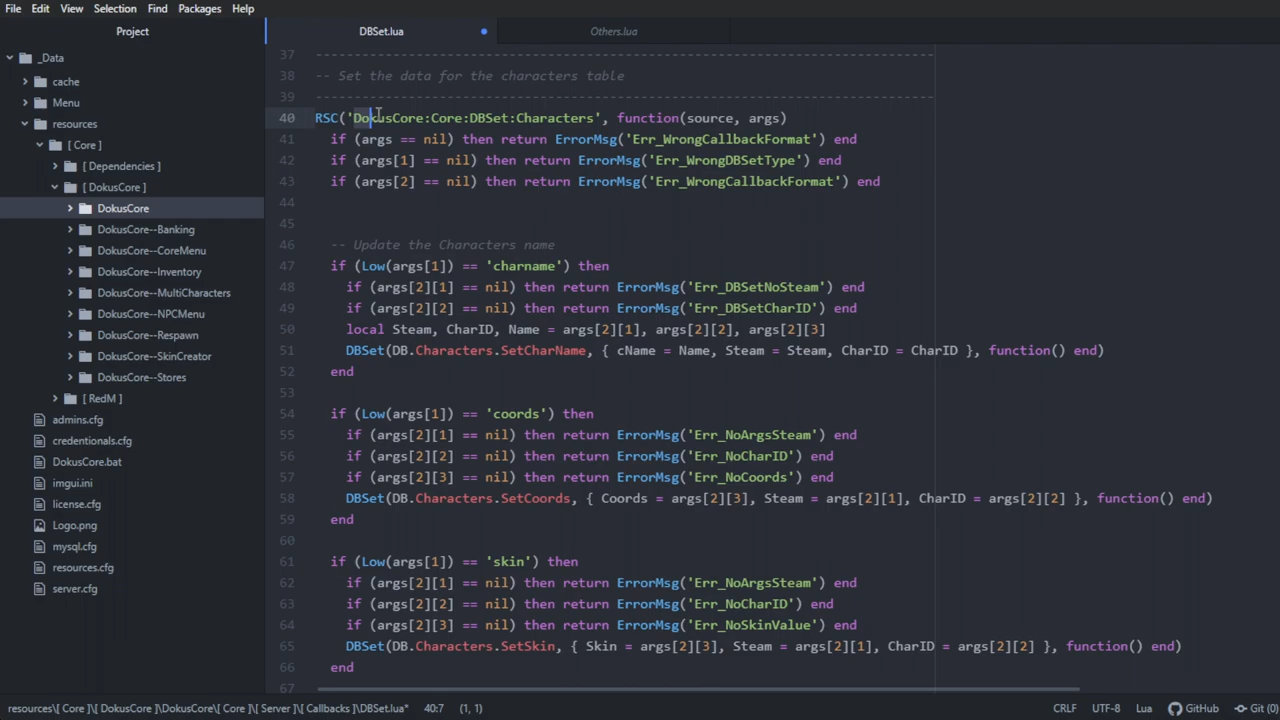 File Edit View Selection Find Packages Help
Project
DBSet.lua
Others.lua
_Data
cache
Menu
resources
[ Core ]
[ Dependencies ]
[ DokusCore ]
DokusCore
DokusCore--Banking
DokusCore--CoreMenu
DokusCore--Inventory
DokusCore--MultiCharacters
DokusCore--NPCMenu
DokusCore--Respawn
DokusCore--SkinCreator
DokusCore--Stores
[ RedM ]
admins.cfg
credentionals.cfg
DokusCore.bat
imgui.ini
license.cfg
Logo.png
mysql.cfg
resources.cfg
server.cfg
37 --------------------------------------------------------------------------------
38 -- Set the data for the characters table
39 --------------------------------------------------------------------------------
40 RSC('DokusCore:Core:DBSet:Characters', function(source, args)
41 if (args == nil) then return ErrorMsg('Err_WrongCallbackFormat') end
42 if (args[1] == nil) then return ErrorMsg('Err_WrongDBSetType') end
43 if (args[2] == nil) then return ErrorMsg('Err_WrongCallbackFormat') end
44
45
46 -- Update the Characters name
47 if (Low(args[1]) == 'charname') then
48 if (args[2][1] == nil) then return ErrorMsg('Err_DBSetNoSteam') end
49 if (args[2][2] == nil) then return ErrorMsg('Err_DBSetCharID') end
50 local Steam, CharID, Name = args[2][1], args[2][2], args[2][3]
51 DBSet(DB.Characters.SetCharName, { cName = Name, Steam = Steam, CharID = CharID }, function() end)
52 end
53
54 if (Low(args[1]) == 'coords') then
55 if (args[2][1] == nil) then return ErrorMsg('Err_NoArgsSteam') end
56 if (args[2][2] == nil) then return ErrorMsg('Err_NoCharID') end
57 if (args[2][3] == nil) then return ErrorMsg('Err_NoCoords') end
58 DBSet(DB.Characters.SetCoords, { Coords = args[2][3], Steam = args[2][1], CharID = args[2][2] }, function() end)
59 end
60
61 if (Low(args[1]) == 'skin') then
62 if (args[2][1] == nil) then return ErrorMsg('Err_NoArgsSteam') end
63 if (args[2][2] == nil) then return ErrorMsg('Err_NoCharID') end
64 if (args[2][3] == nil) then return ErrorMsg('Err_NoSkinValue') end
65 DBSet(DB.Characters.SetSkin, { Skin = args[2][3], Steam = args[2][1], CharID = args[2][2] }, function() end)
66 end
67
resources\[ Core ]\[ DokusCore ]\DokusCore\[ Core ]\[ Server ]\[ Callbacks ]\DBSet.lua* 40:7 (1, 1) CRLF UTF-8 Lua GitHub Git (0)